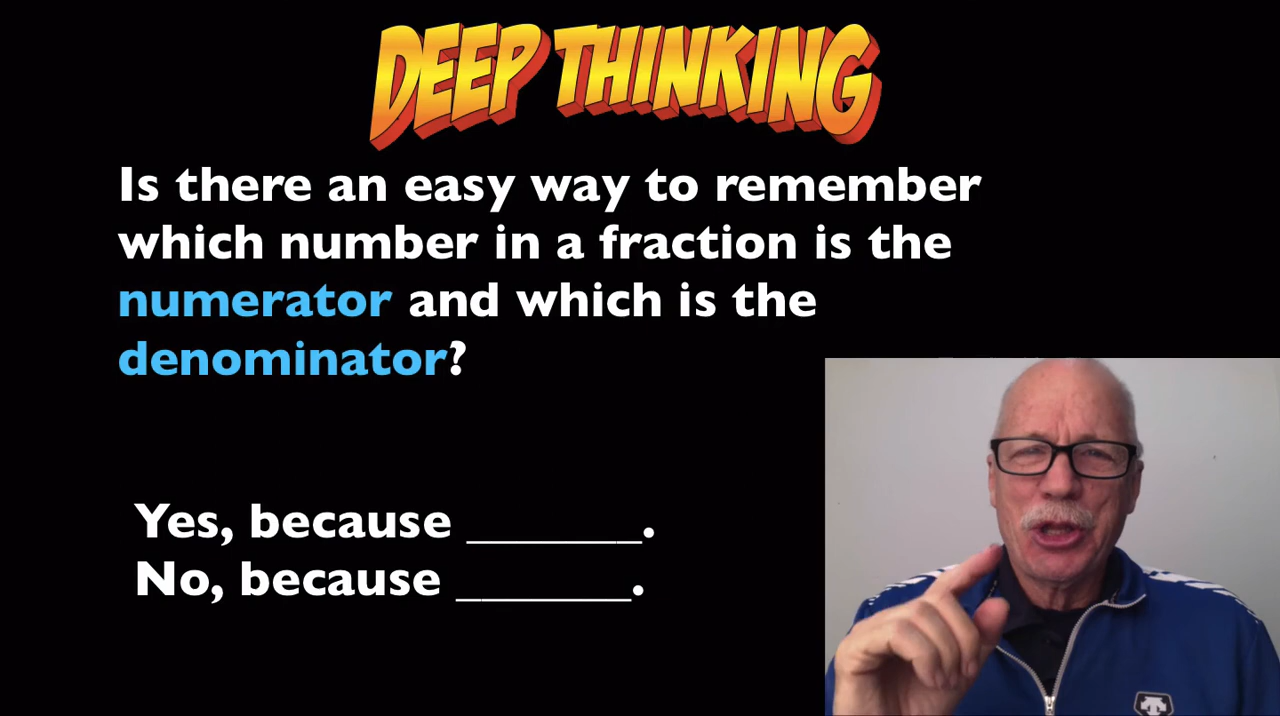 DEEP THINKING
Is there an easy way to remember
which number in a fraction is the
numerator and which is the
denominator?
Yes, because _______.
No, because _______.